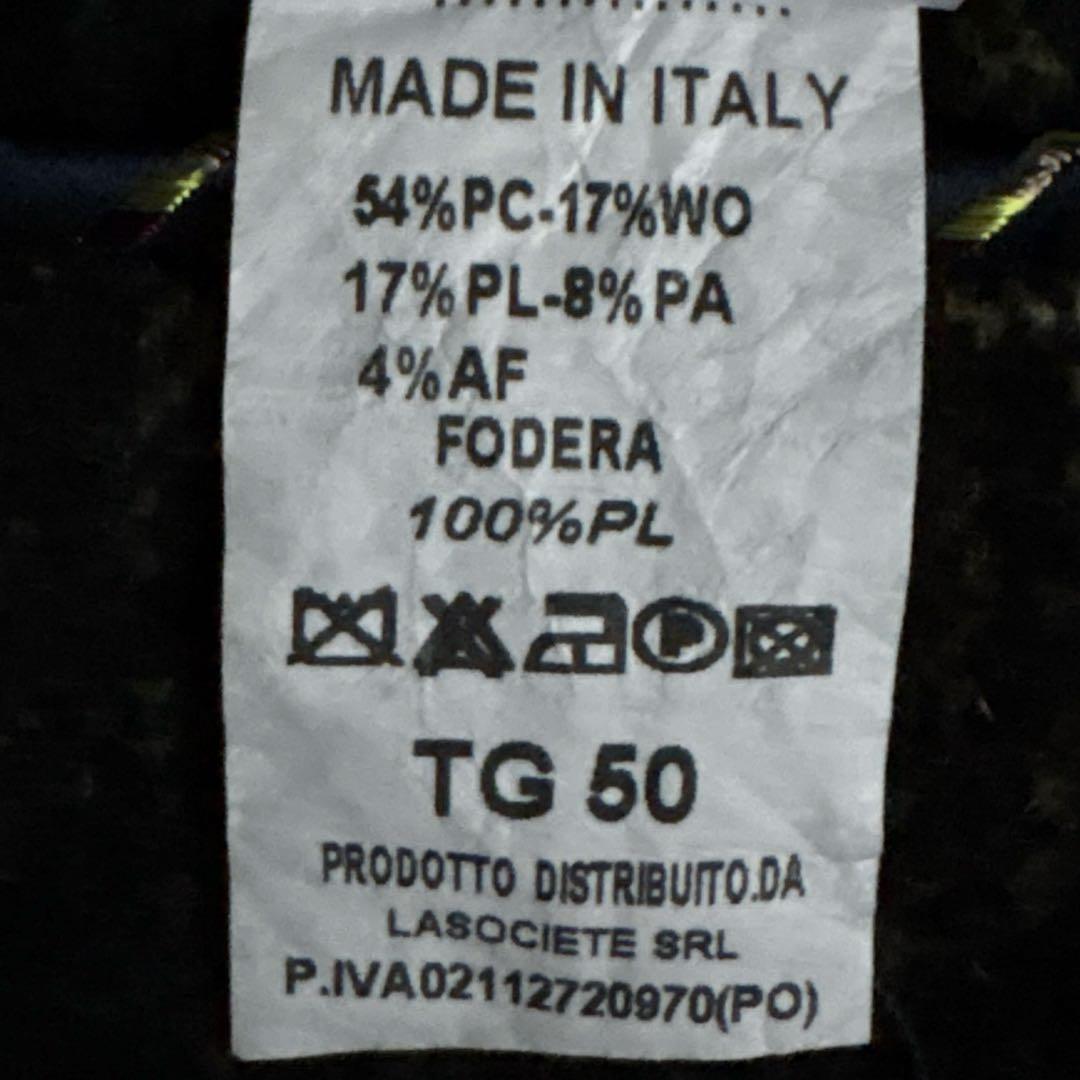 MADE IN ITALY
54%PC-17%WO
17%PL-8%PA
4%AF
FODERA
100%PL
P
TG 50
PRODOTTO DISTRIBUITO.DA
LASOCIETE SRL
P.IVA02112720970(PO)